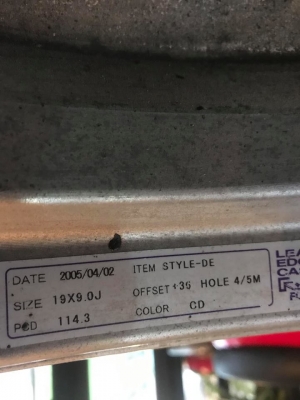 DATE 2005/04/02 ITEM STYLE-DE
SIZE 19X9.0J OFFSET +36 HOLE 4/5M
PCD 114.3 COLOR CD